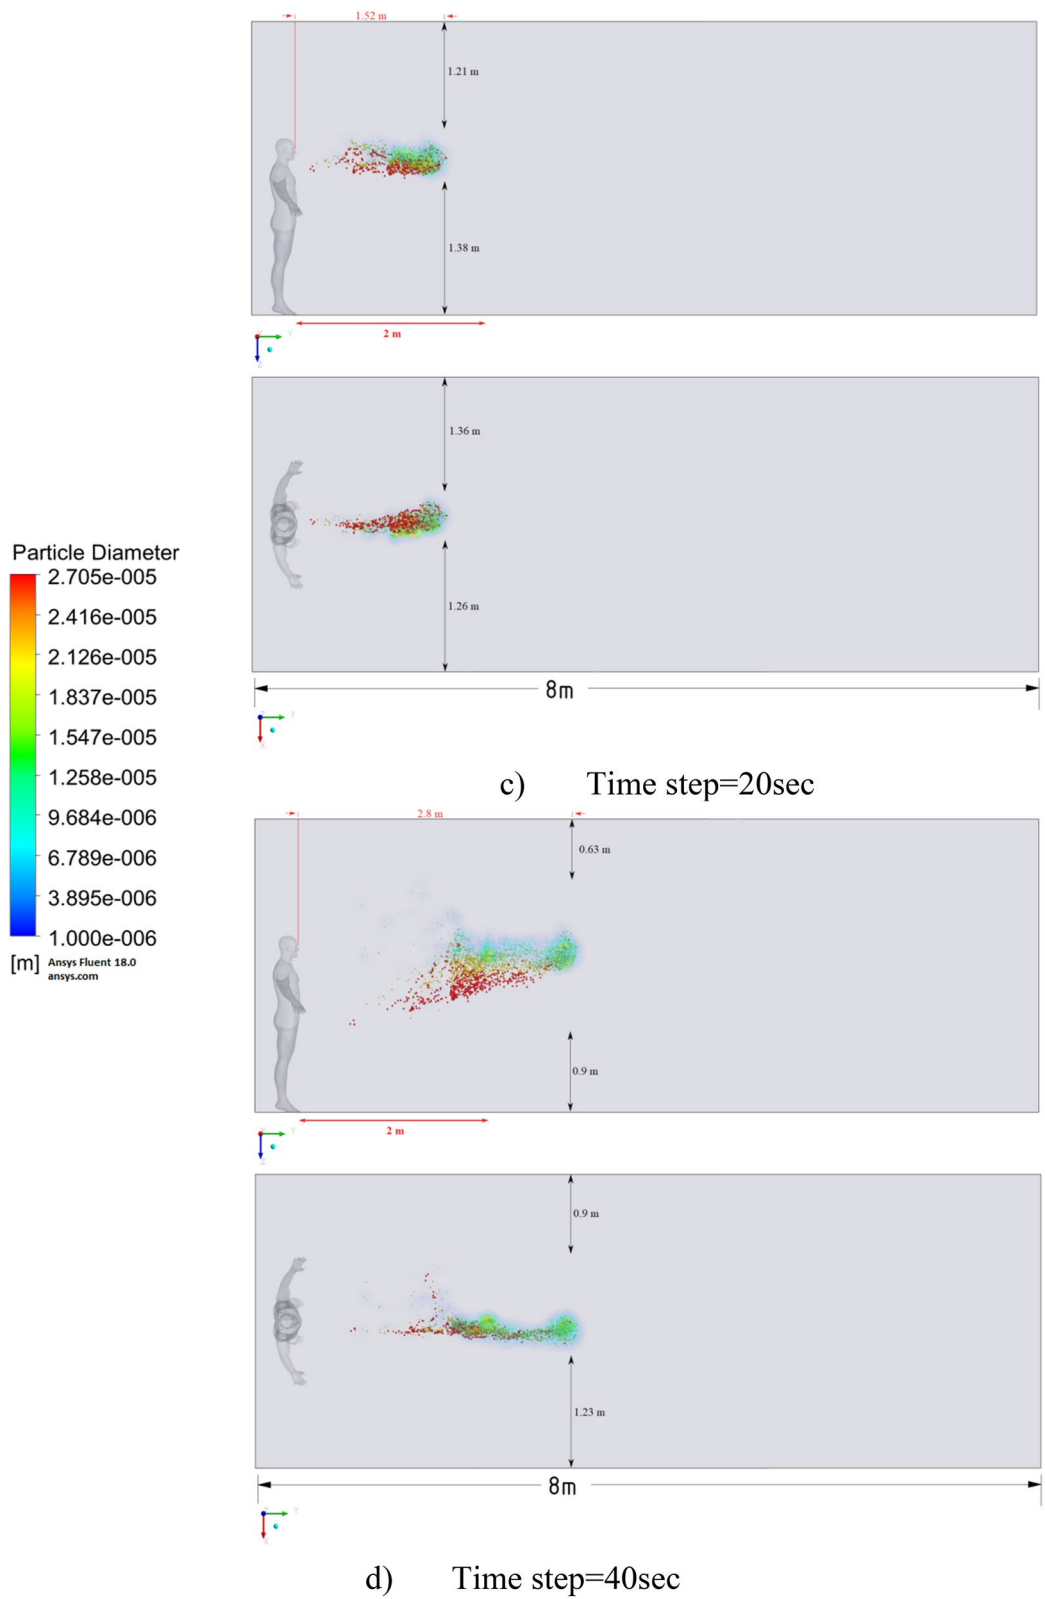 1.52 m
1.21 m
1.38 m
2 m
Y
Z
1.36 m
1.26 m
8m
Y
X
Particle Diameter
2.705e-005
2.416e-005
2.126e-005
1.837e-005
1.547e-005
1.258e-005
9.684e-006
6.789e-006
3.895e-006
1.000e-006
[m] Ansys Fluent 18.0
ansys.com
c) Time step=20sec
2.8 m
0.63 m
0.9 m
2 m
Y
Z
0.9 m
1.23 m
8m
Y
X
d) Time step=40sec